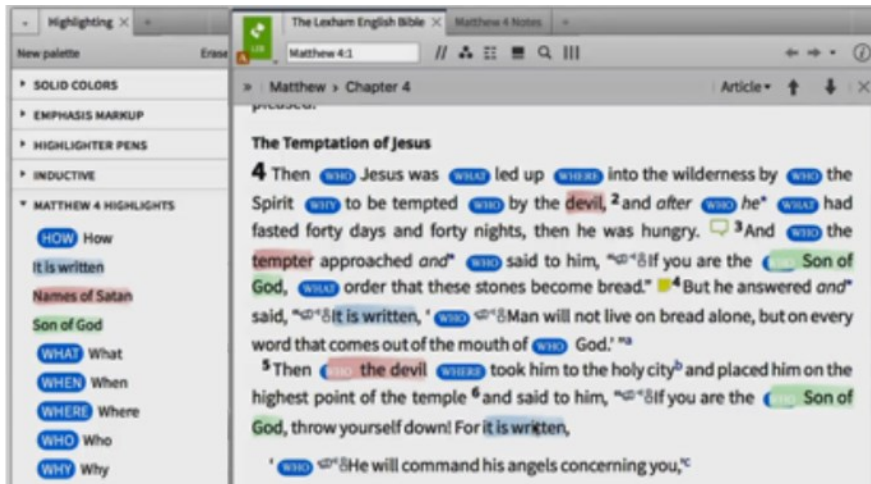 Highlighting
New palette Erase
SOLID COLORS
EMPHASIS MARKUP
HIGHLIGHTER PENS
INDUCTIVE
MATTHEW 4 HIGHLIGHTS
HOW How
It is written
Names of Satan
Son of God
WHAT What
WHEN When
WHERE Where
WHO Who
WHY Why
LEB
A
The Lexham English Bible Matthew 4 Notes
Matthew 4:1
» Matthew › Chapter 4 Article
pleased."
The Temptation of Jesus
4 Then WHO Jesus was WHAT led up WHERE into the wilderness by WHO the
Spirit WHY to be tempted WHO by the devil, 2 and after WHO he* WHAT had
fasted forty days and forty nights, then he was hungry. 3 And WHO the
tempter approached and* WHO said to him, "If you are the WHO Son of
God, WHAT order that these stones become bread." 4 But he answered and*
said, "It is written, ' WHO Man will not live on bread alone, but on every
word that comes out of the mouth of WHO God.' "a
5 Then WHO the devil WHERE took him to the holy city b and placed him on the
highest point of the temple 6 and said to him, "If you are the WHO Son of
God, throw yourself down! For it is written,
' WHO He will command his angels concerning you,'c